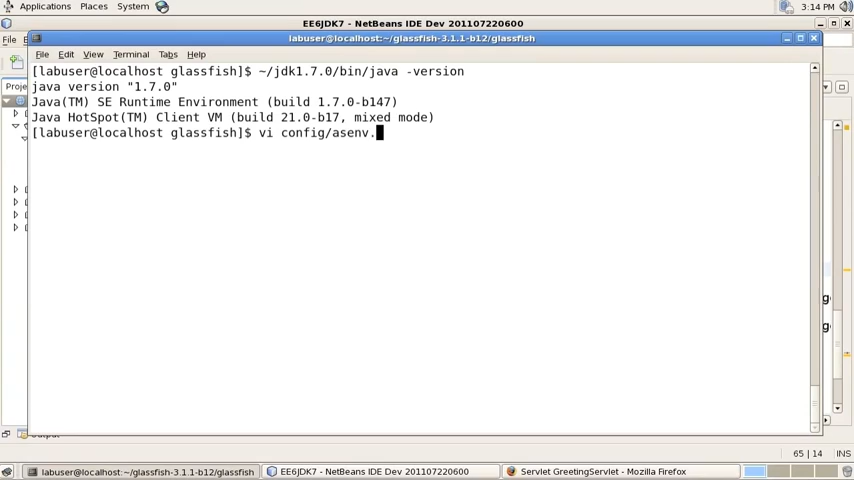 Applications Places System 3:14 PM
EE6JDK7 - NetBeans IDE Dev 201107220600
labuser@localhost:~/glassfish-3.1.1-b12/glassfish
File Edit View Terminal Tabs Help
[labuser@localhost glassfish]$ ~/jdk1.7.0/bin/java -version
java version "1.7.0"
Java(TM) SE Runtime Environment (build 1.7.0-b147)
Java HotSpot(TM) Client VM (build 21.0-b17, mixed mode)
[labuser@localhost glassfish]$ vi config/asenv.
File
Proje
65 | 14 INS
labuser@localhost:~/glassfish-3.1.1-b12/glassfish EE6JDK7 - NetBeans IDE Dev 201107220600 Servlet GreetingServlet - Mozilla Firefox